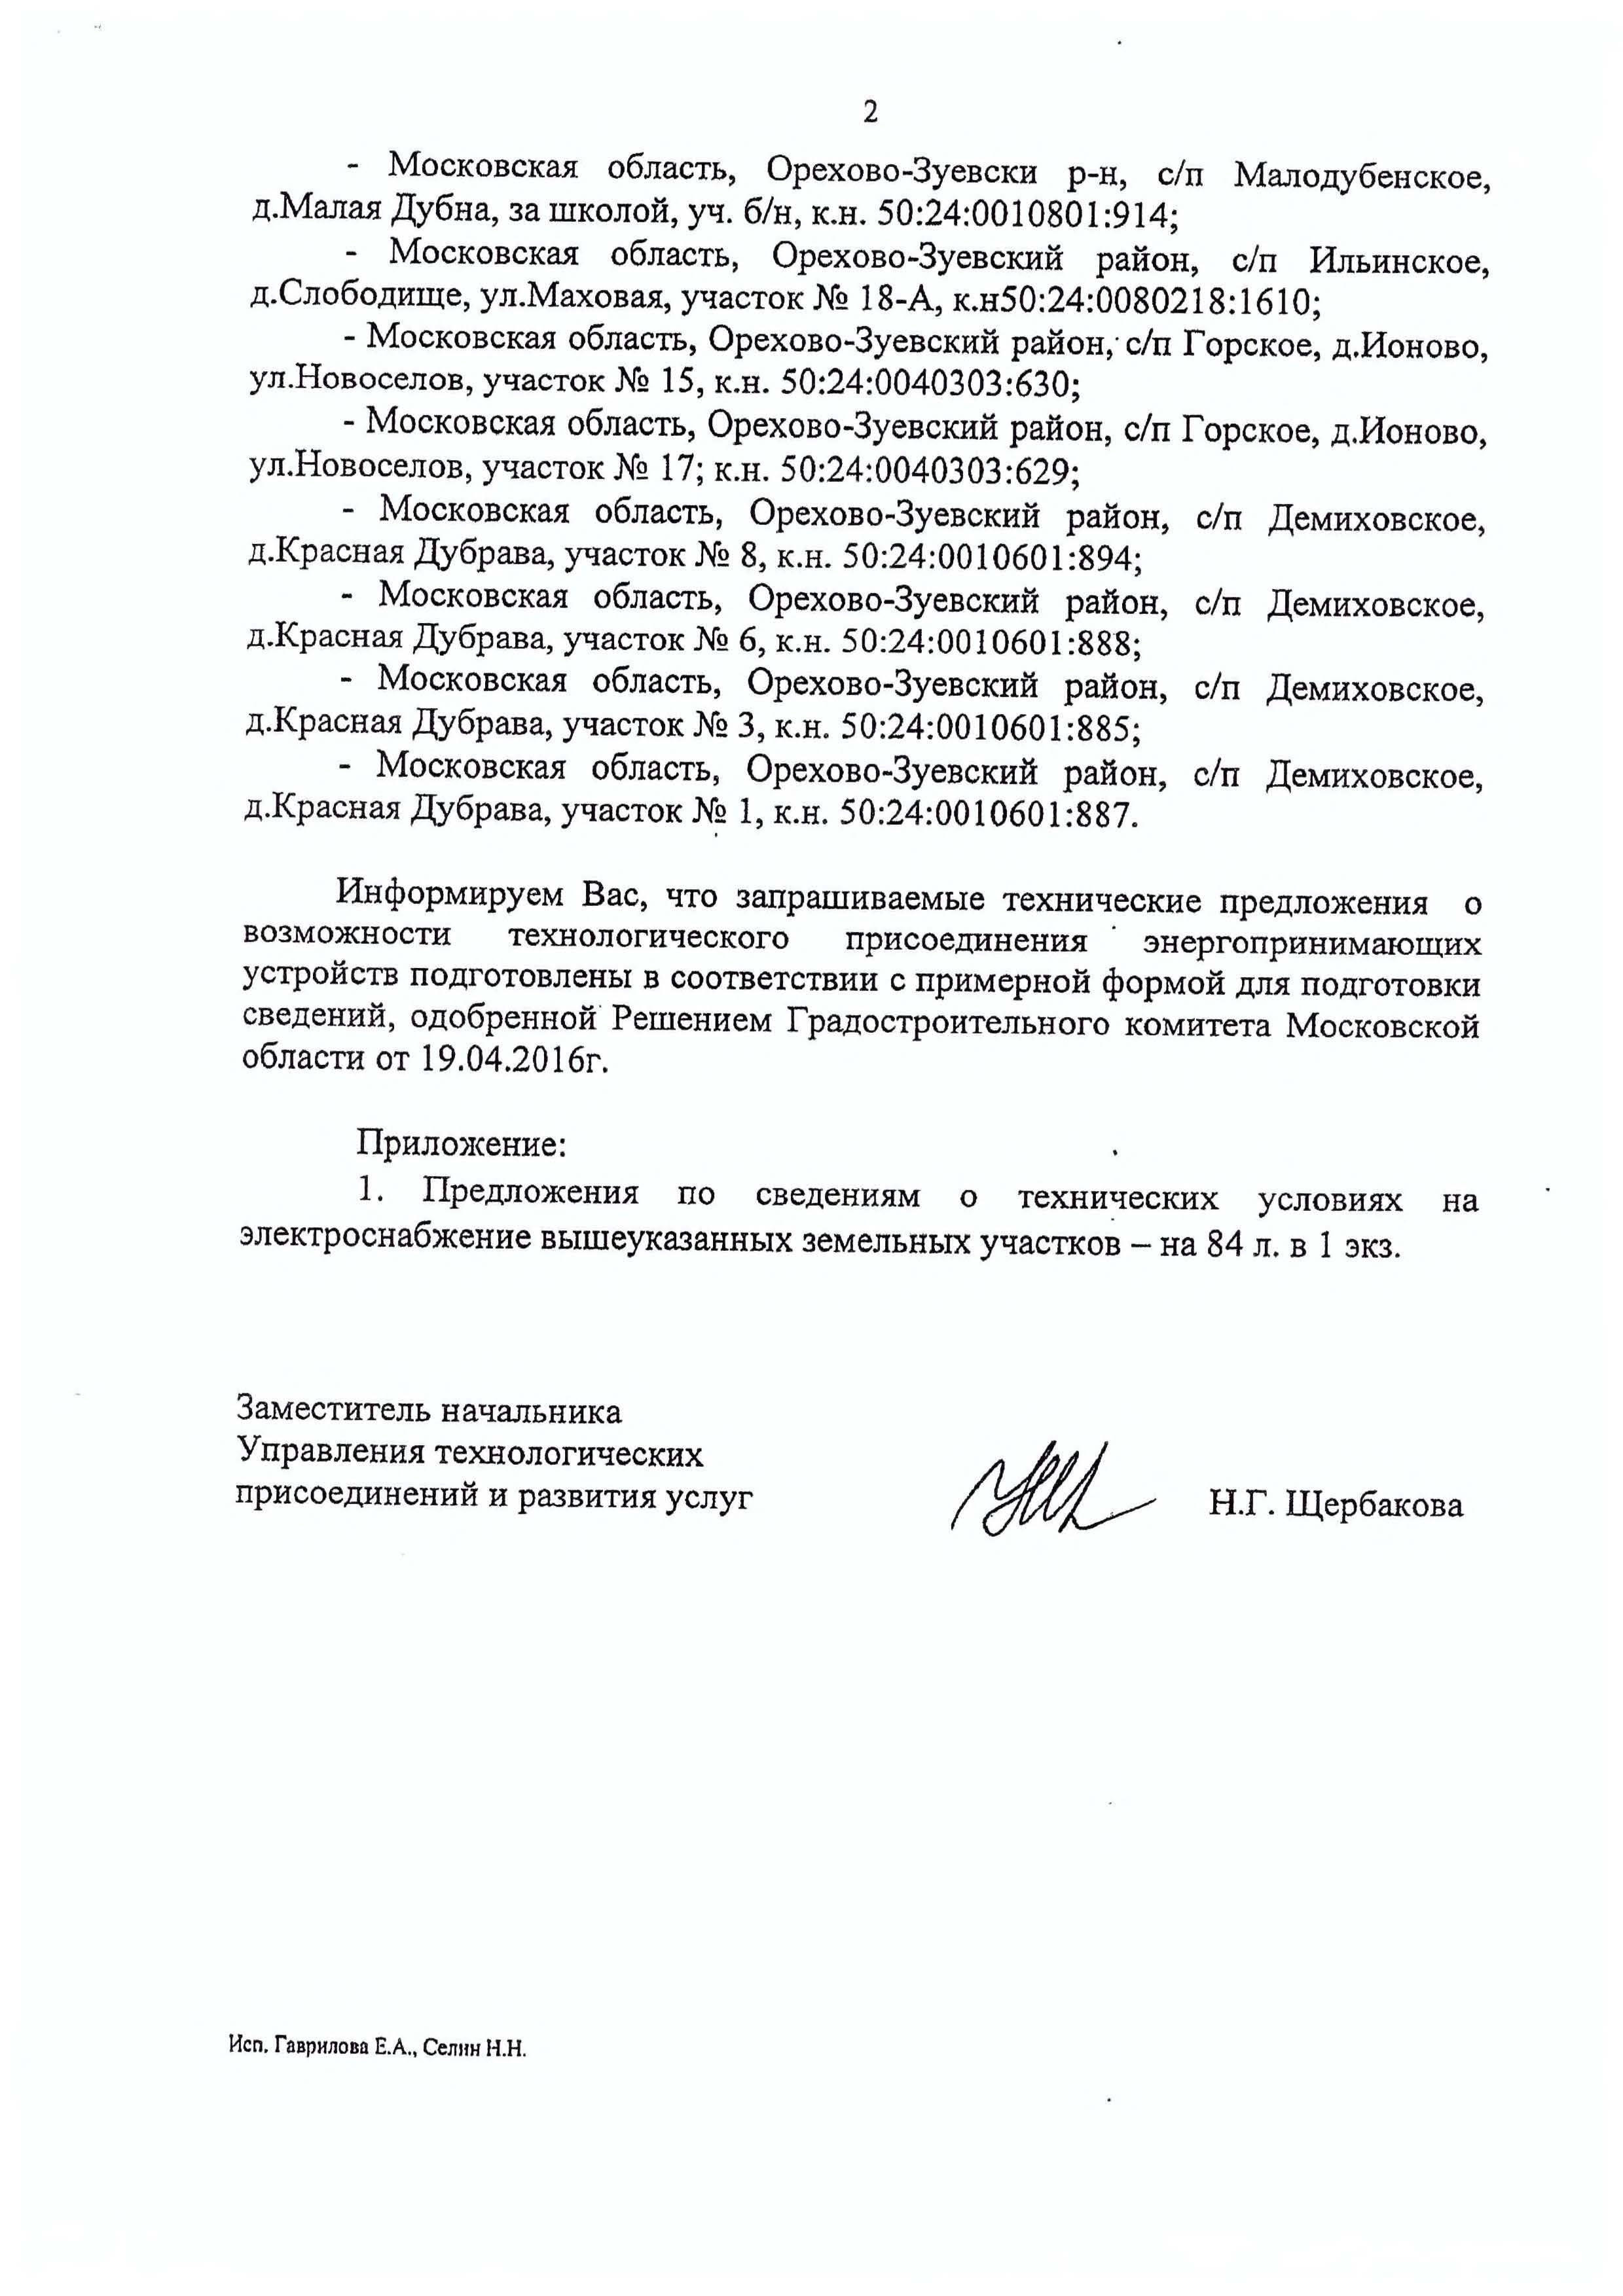 2
- Московская область, Орехово-Зуевски р-н, с/п Малодубенское,
д.Малая Дубна, за школой, уч. б/н, к.н. 50:24:0010801:914;
- Московская область, Орехово-Зуевский район, с/п Ильинское,
д.Слободище, ул.Маховая, участок № 18-А, к.н50:24:0080218:1610;
- Московская область, Орехово-Зуевский район, с/п Горское, д.Ионово,
ул.Новоселов, участок № 15, к.н. 50:24:0040303:630;
- Московская область, Орехово-Зуевский район, с/п Горское, д.Ионово,
ул.Новоселов, участок № 17; к.н. 50:24:0040303:629;
- Московская область, Орехово-Зуевский район, с/п Демиховское,
д.Красная Дубрава, участок № 8, к.н. 50:24:0010601:894;
- Московская область, Орехово-Зуевский район, с/п Демиховское,
д.Красная Дубрава, участок № 6, к.н. 50:24:0010601:888;
- Московская область, Орехово-Зуевский район, с/п Демиховское,
д.Красная Дубрава, участок № 3, к.н. 50:24:0010601:885;
- Московская область, Орехово-Зуевский район, с/п Демиховское,
д.Красная Дубрава, участок № 1, к.н. 50:24:0010601:887.
Информируем Вас, что запрашиваемые технические предложения о
возможности технологического присоединения энергопринимающих
устройств подготовлены в соответствии с примерной формой для подготовки
сведений, одобренной Решением Градостроительного комитета Московской
области от 19.04.2016г.
Приложение:
1. Предложения по сведениям о технических условиях на
электроснабжение вышеуказанных земельных участков – на 84 л. в 1 экз.
Заместитель начальника
Управления технологических
присоединений и развития услуг Н.Г. Щербакова
Исп. Гаврилова Е.А., Селин Н.Н.